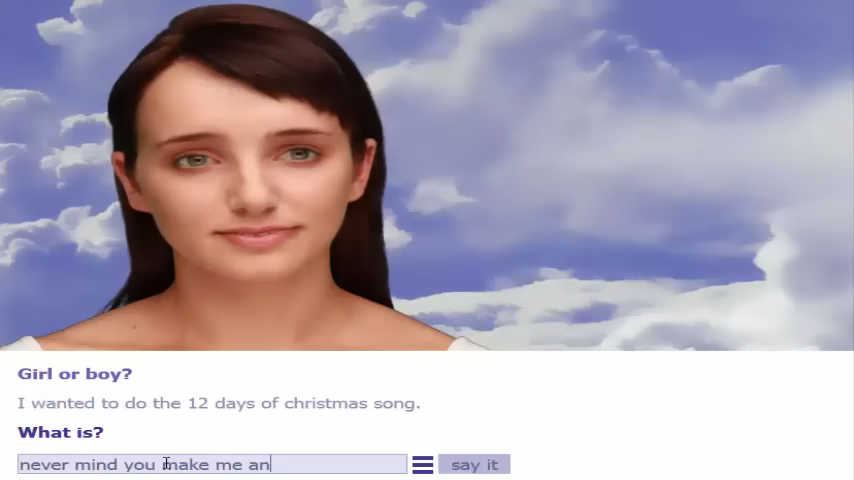 Girl or boy?
I wanted to do the 12 days of christmas song.
What is?
never mind you make me an
say it